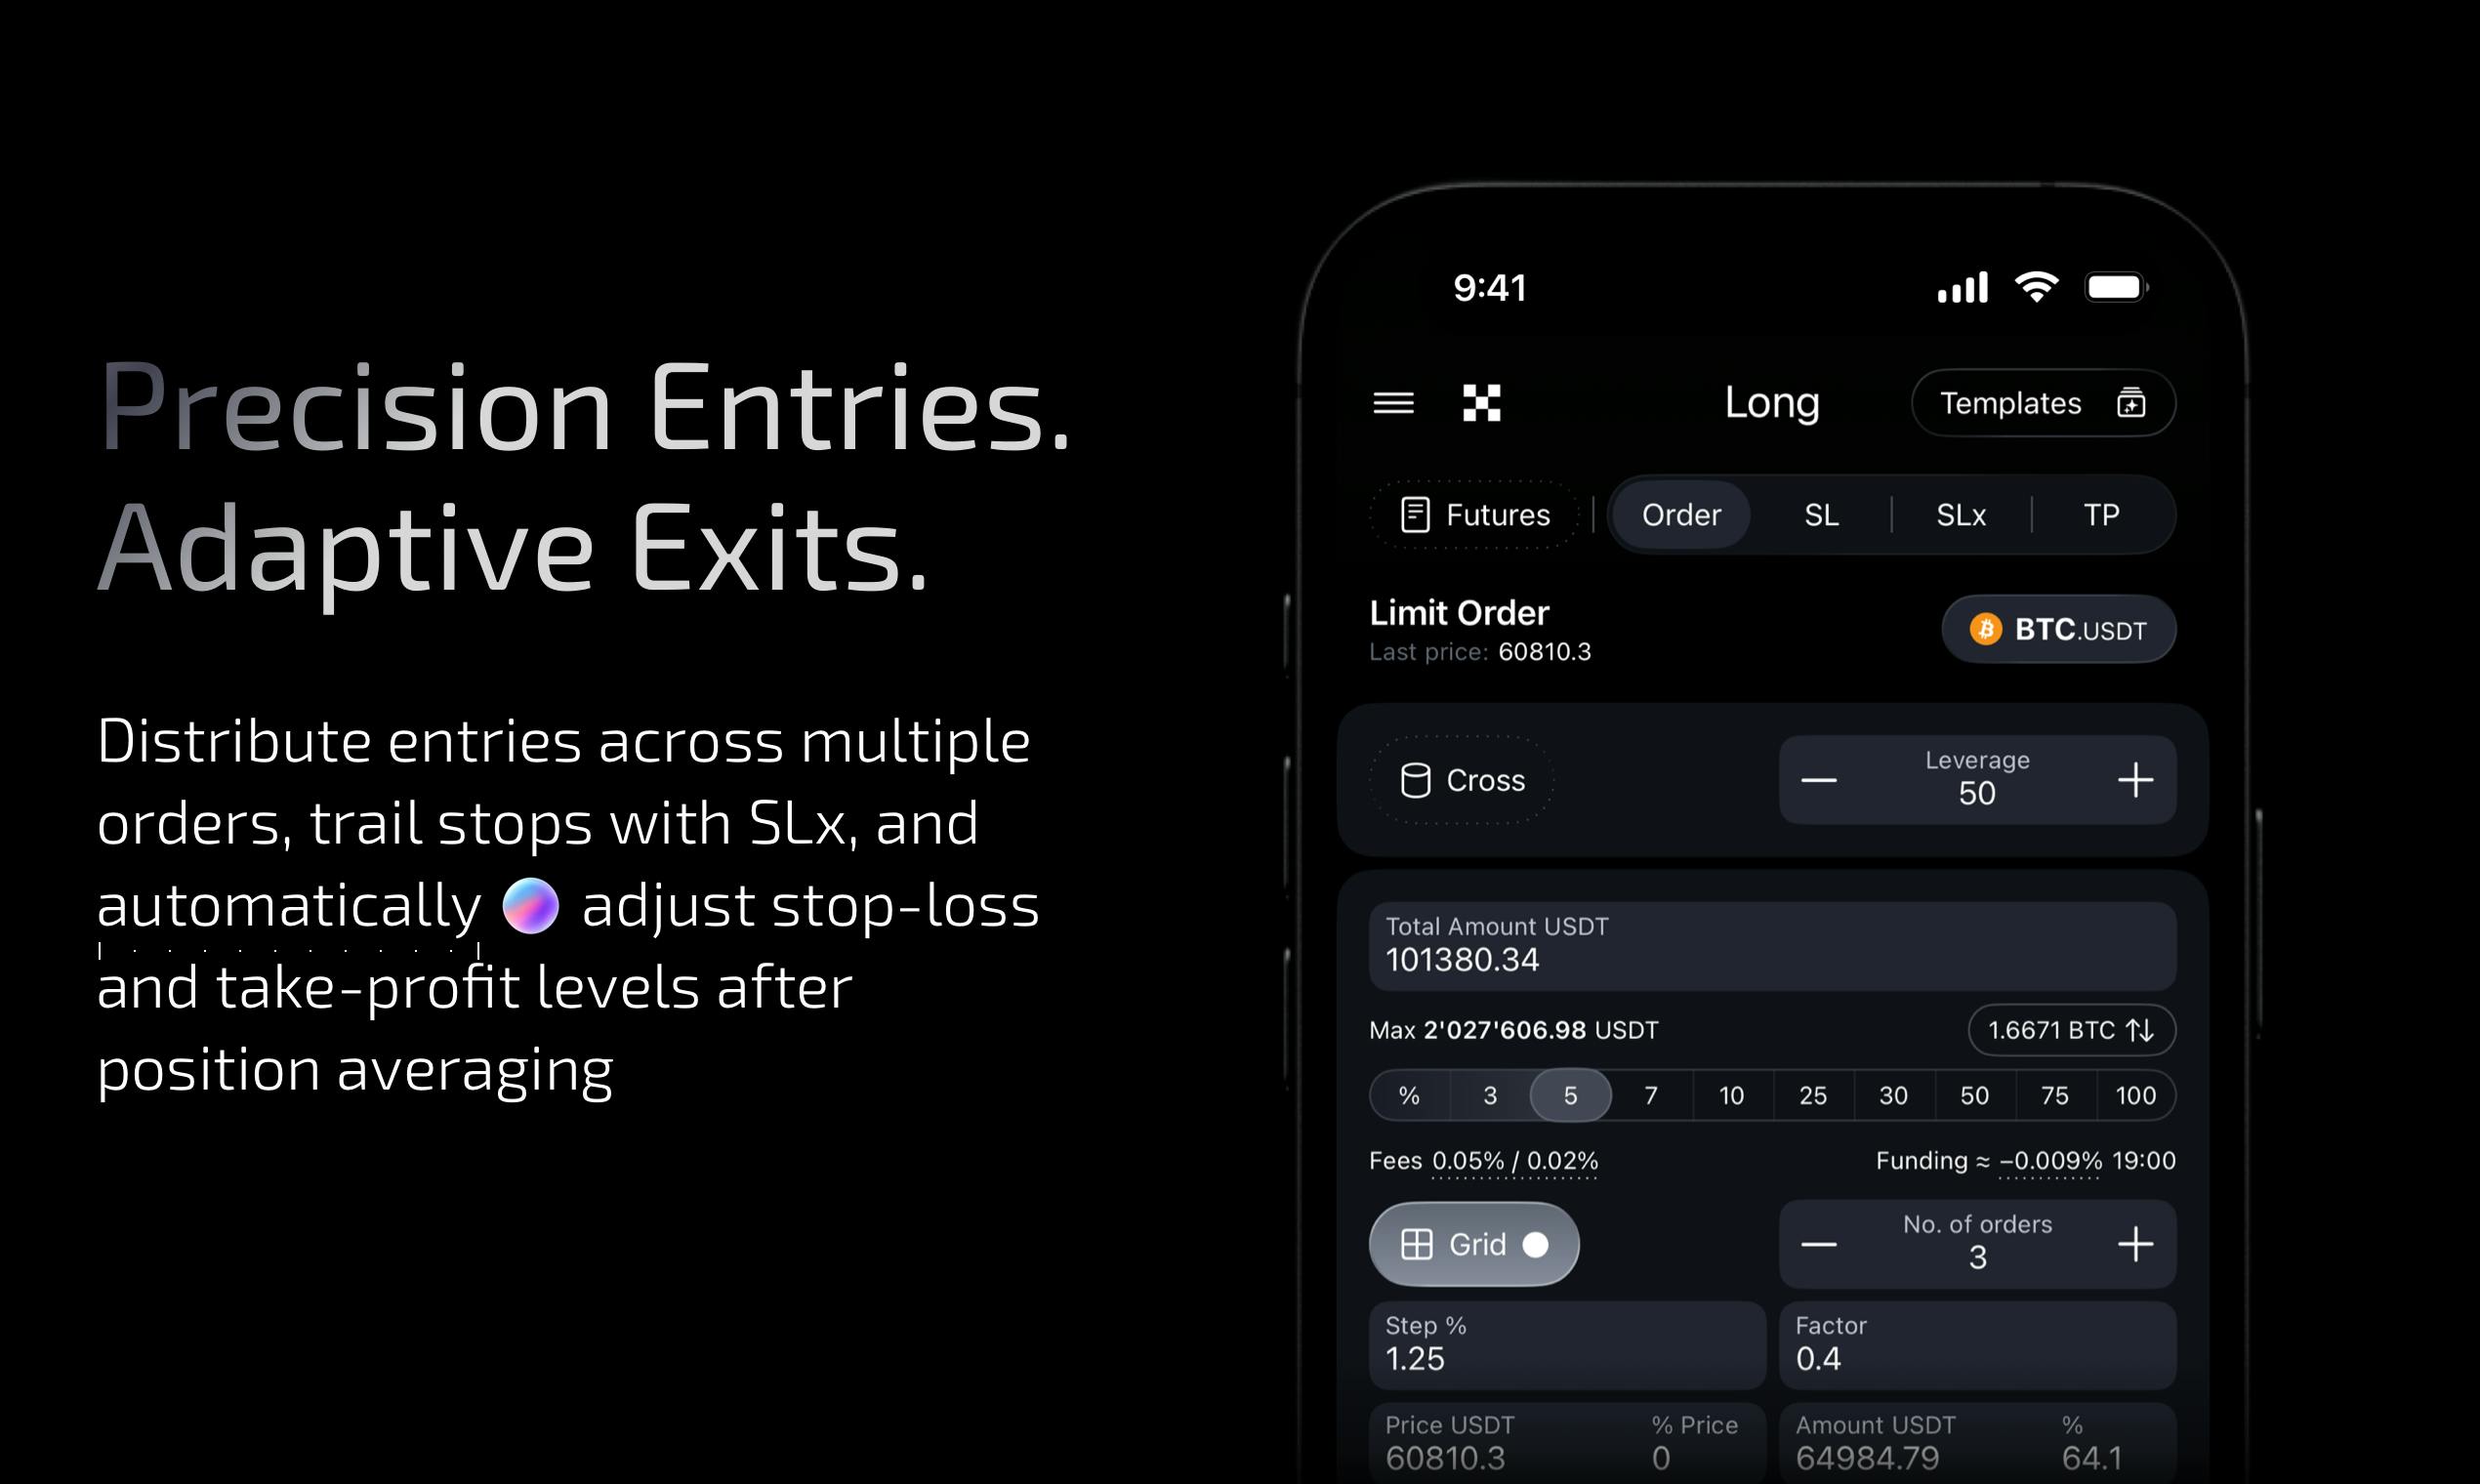 Precision Entries.
Adaptive Exits.
Distribute entries across multiple
orders, trail stops with SLx, and
automatically adjust stop-loss
and take-profit levels after
position averaging
9:41
Long
Templates
Futures
Order
SL
SLx
TP
Limit Order
Last price: 60810.3
BTC.USDT
Cross
Leverage
50
Total Amount USDT
101380.34
Max 2'027'606.98 USDT
1.6671 BTC ↑↓
% 3 5 7 10 25 30 50 75 100
Fees 0.05% / 0.02%
Funding ≈ −0.009% 19:00
Grid
No. of orders
3
Step %
1.25
Factor
0.4
Price USDT % Price
60810.3 0
Amount USDT %
64984.79 64.1